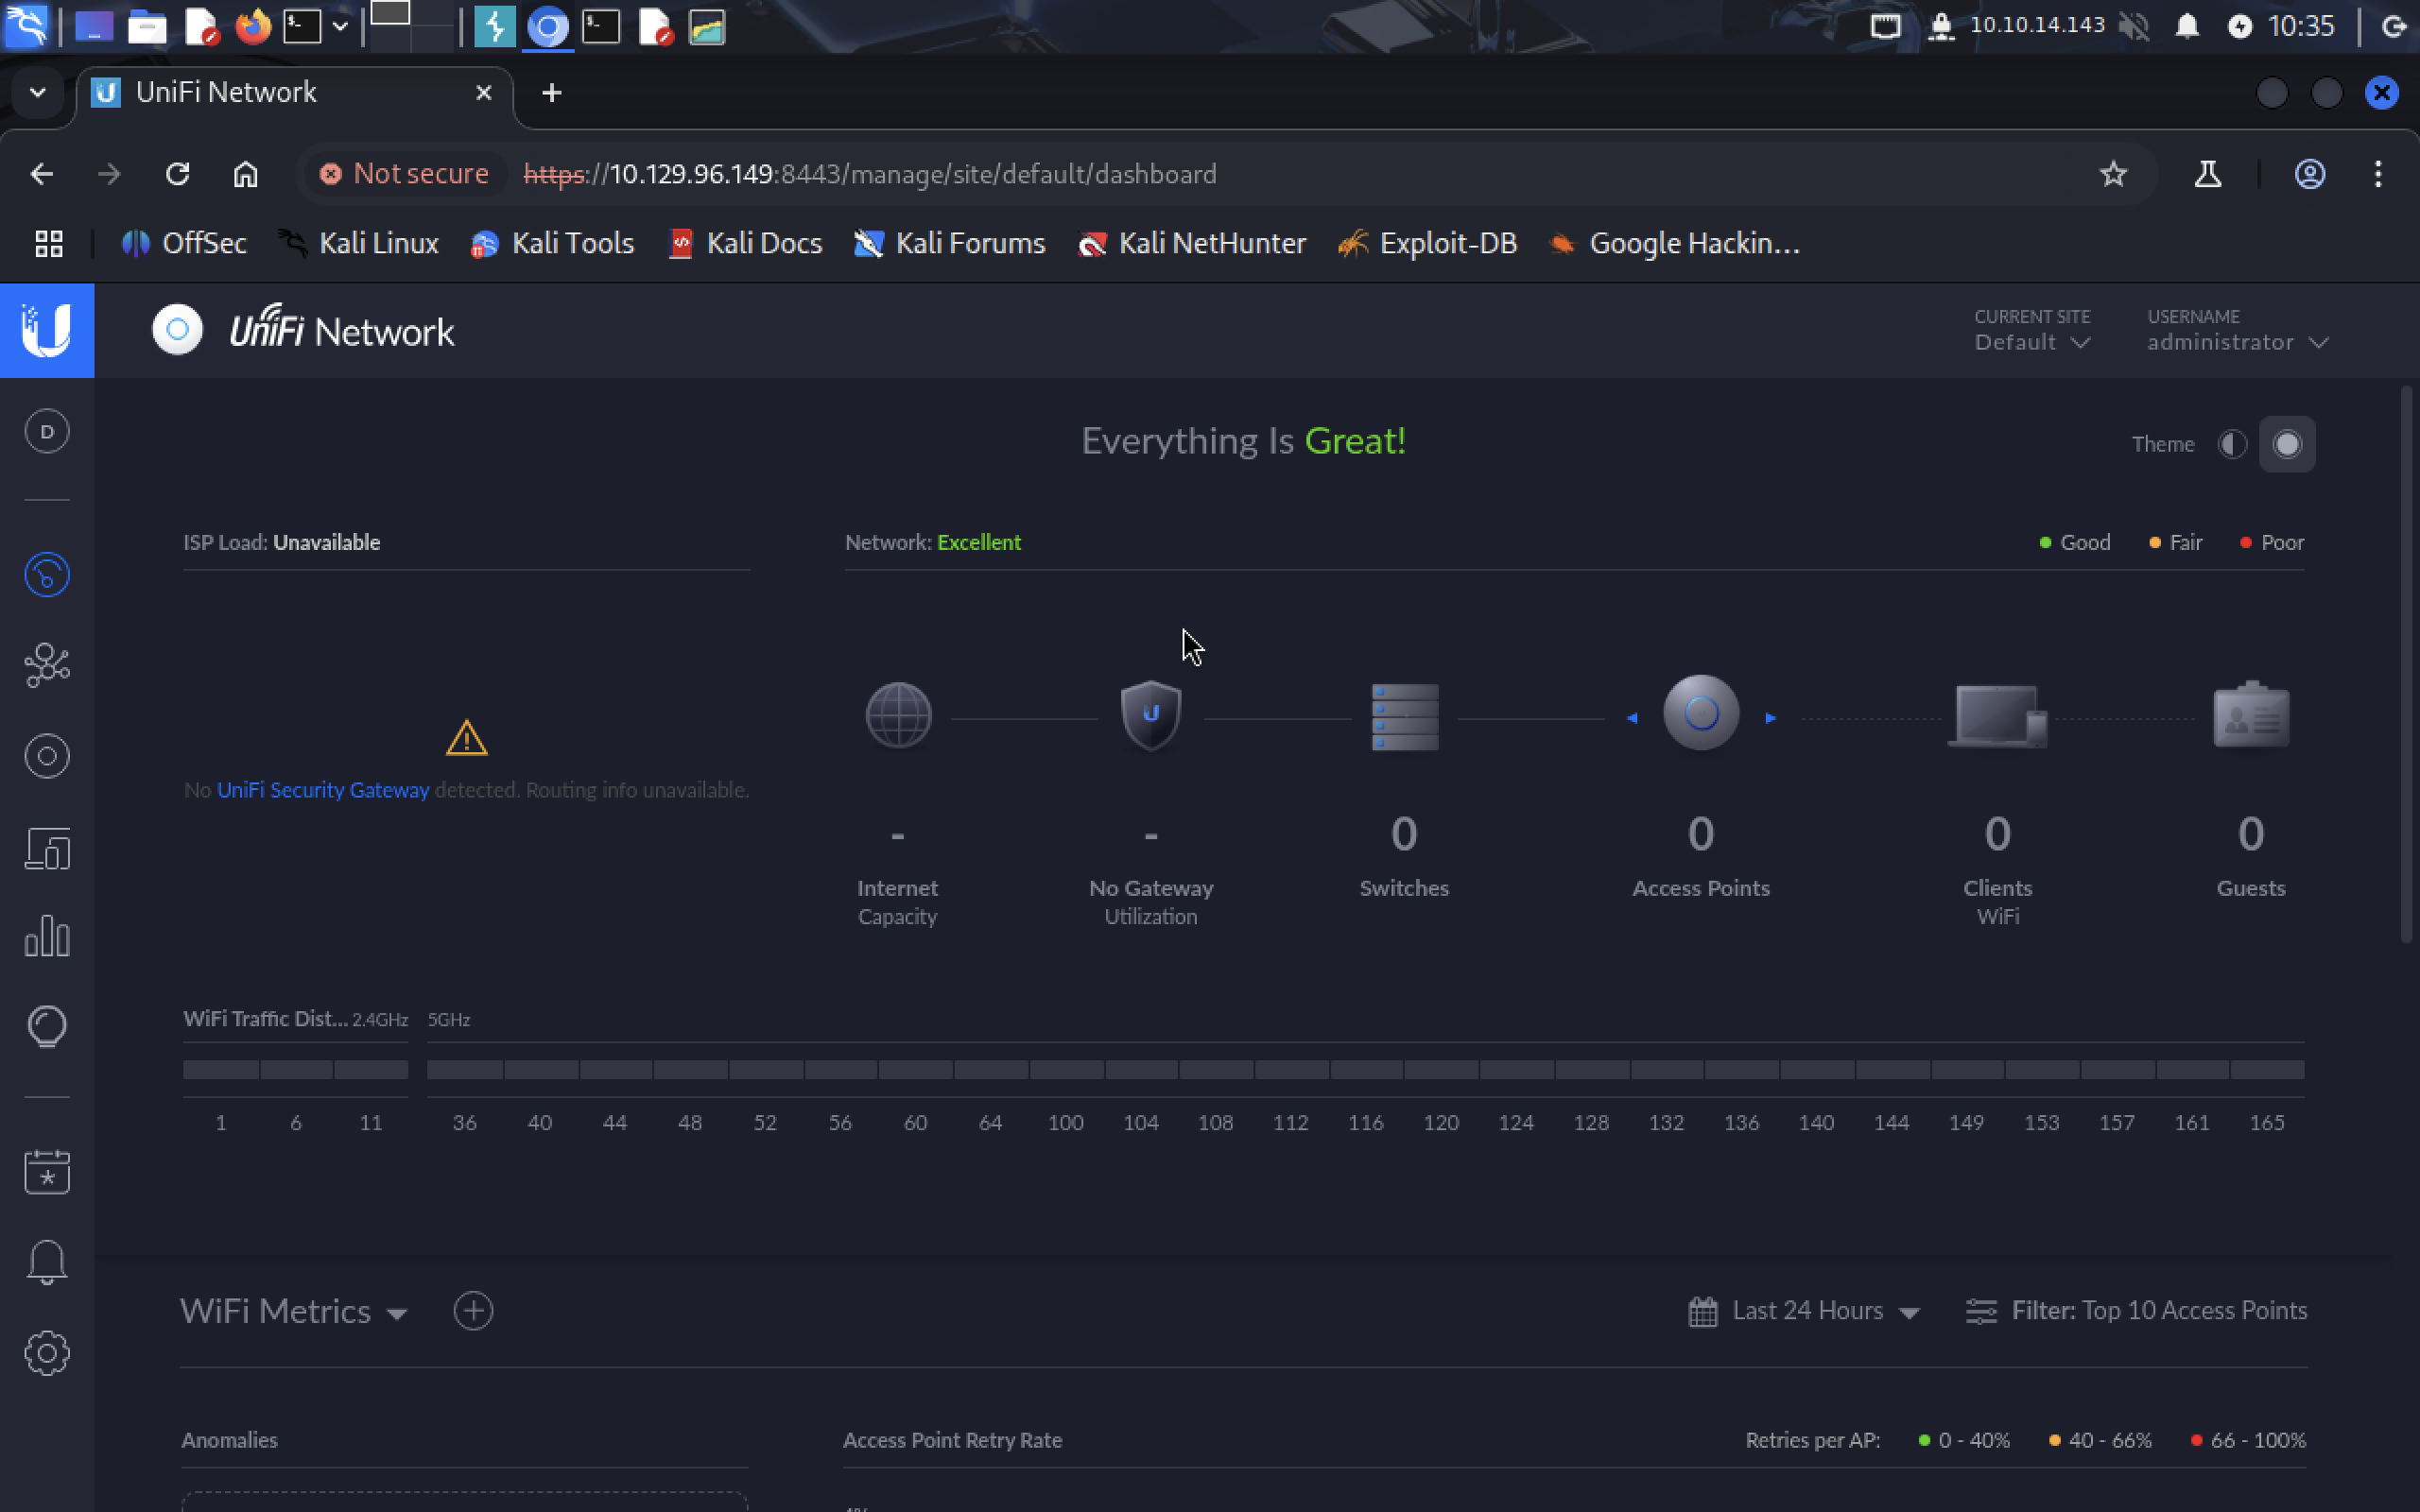 10.10.14.143 10:35
UniFi Network
Not secure https://10.129.96.149:8443/manage/site/default/dashboard
OffSec Kali Linux Kali Tools Kali Docs Kali Forums Kali NetHunter Exploit-DB Google Hackin...
UniFi Network
CURRENT SITE USERNAME
Default administrator
D
Everything Is Great!
Theme
ISP Load: Unavailable
Network: Excellent
Good Fair Poor
No UniFi Security Gateway detected. Routing info unavailable.
- - 0 0 0 0
Internet No Gateway Switches Access Points Clients Guests
Capacity Utilization WiFi
WiFi Traffic Dist... 2.4GHz 5GHz
1 6 11 36 40 44 48 52 56 60 64 100 104 108 112 116 120 124 128 132 136 140 144 149 153 157 161 165
WiFi Metrics
Last 24 Hours Filter: Top 10 Access Points
Anomalies
Access Point Retry Rate
Retries per AP: 0 - 40% 40 - 66% 66 - 100%